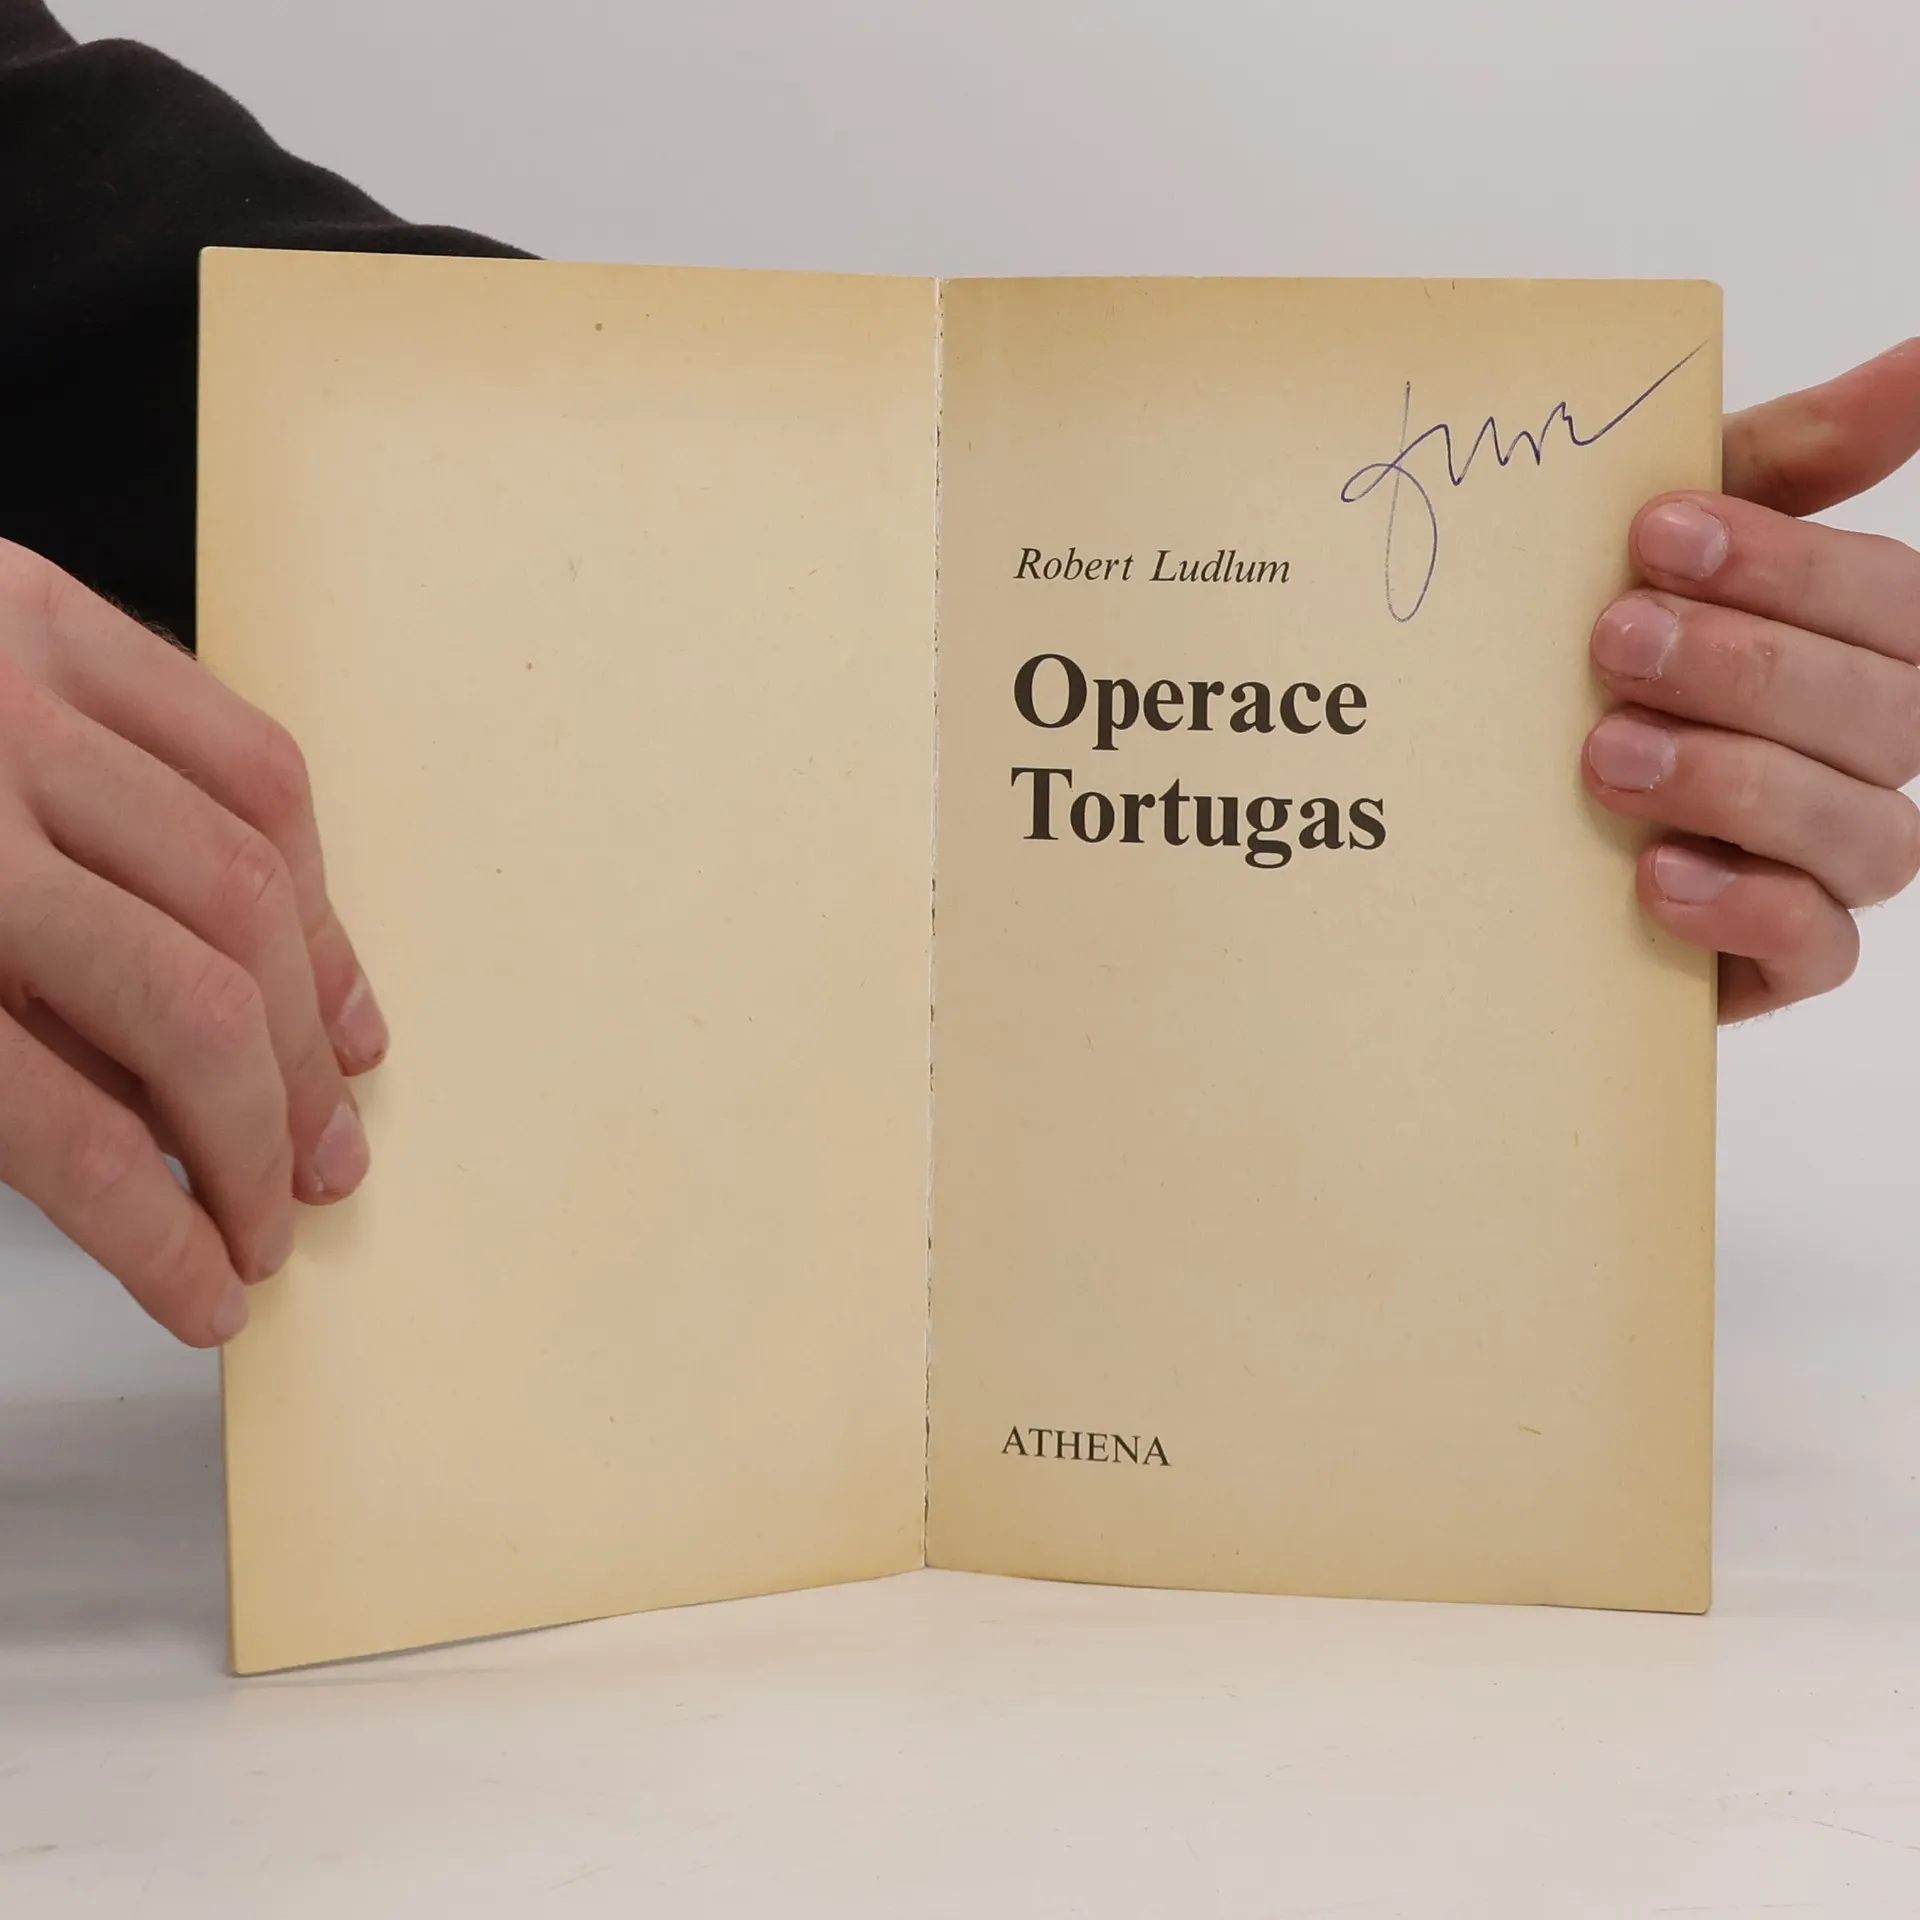 Robert Ludlum
Operace
Tortugas
ATHENA